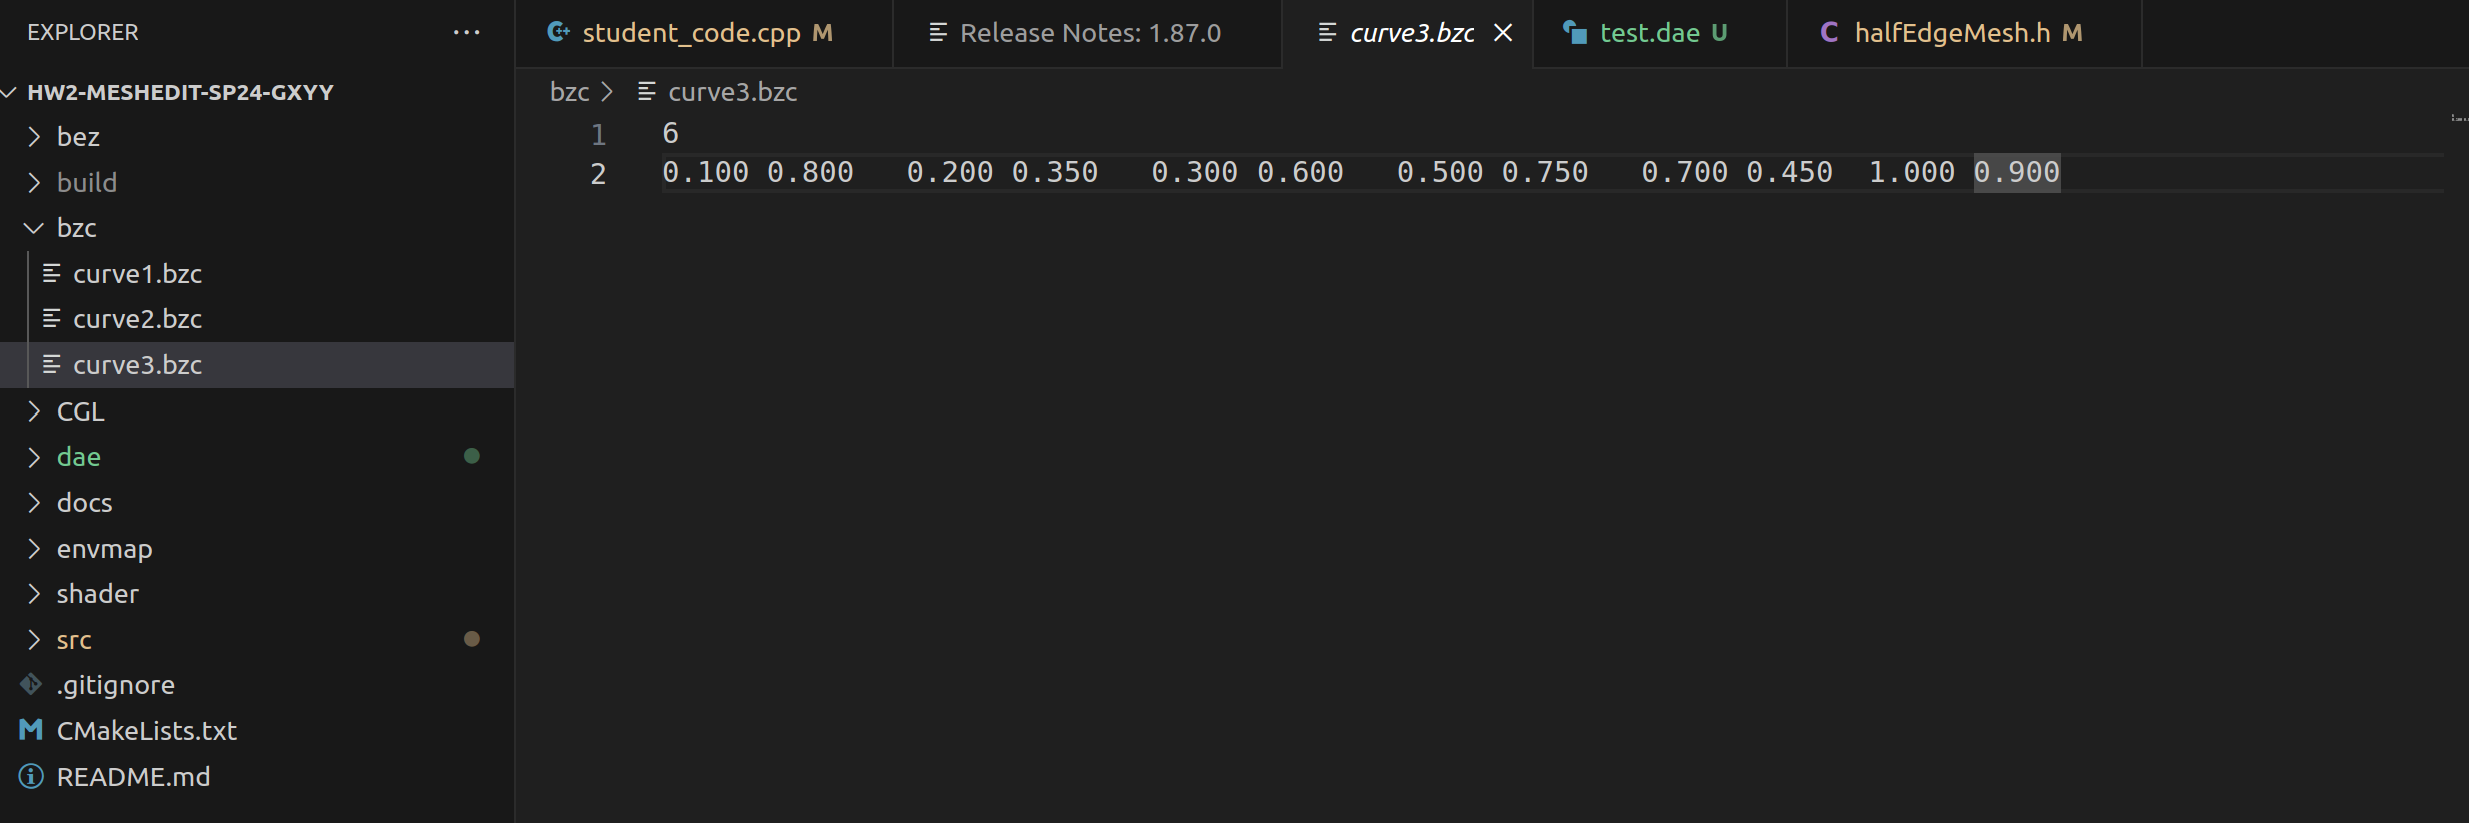 EXPLORER
HW2-MESHEDIT-SP24-GXYY
bez
build
bzc
curve1.bzc
curve2.bzc
curve3.bzc
CGL
dae
docs
envmap
shader
src
.gitignore
CMakeLists.txt
README.md
student_code.cpp M
Release Notes: 1.87.0
curve3.bzc
test.dae U
C halfEdgeMesh.h M
bzc > curve3.bzc
1 6
2 0.100 0.800 0.200 0.350 0.300 0.600 0.500 0.750 0.700 0.450 1.000 0.900